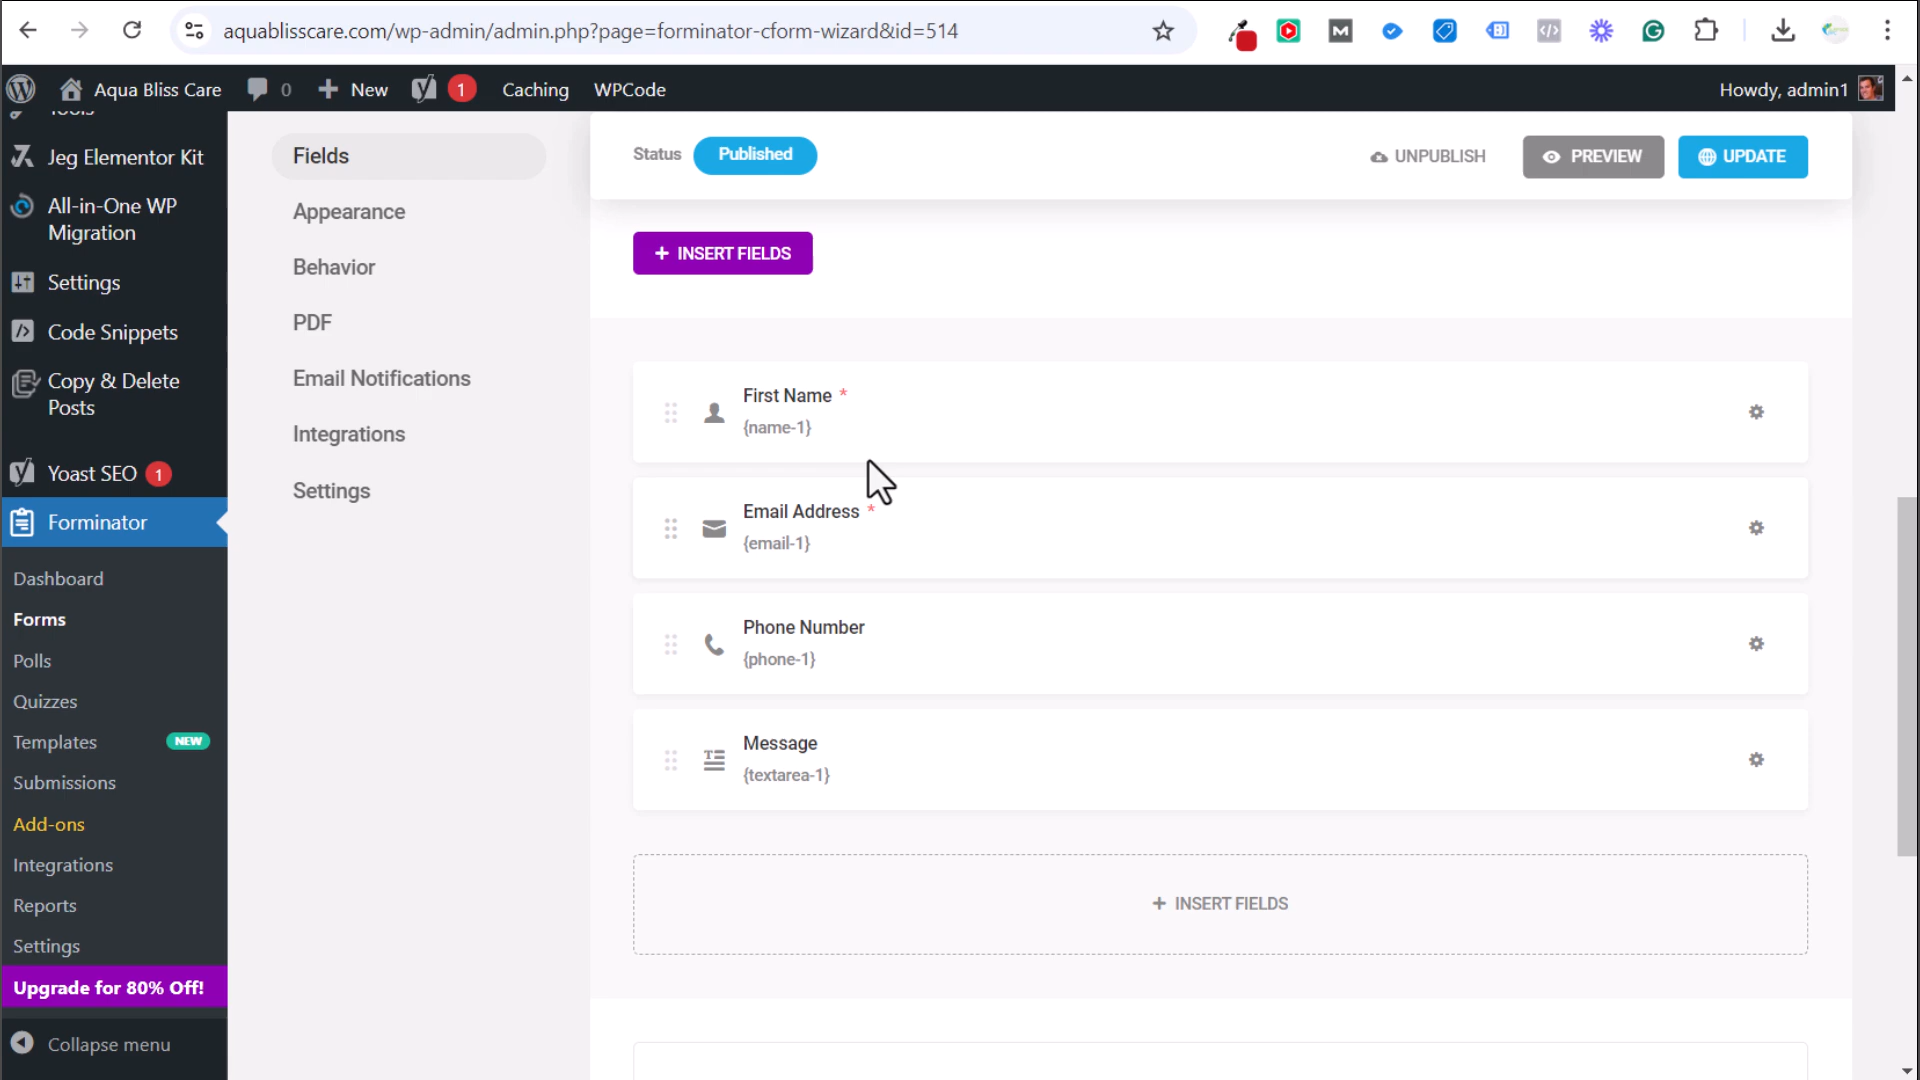 aquablisscare.com/wp-admin/admin.php?page=forminator-cform-wizard&id=514
Aqua Bliss Care
0
New
1
Caching
WPCode
Howdy, admin1
Tools
Jeg Elementor Kit
All-in-One WP
Migration
Settings
Code Snippets
Copy & Delete
Posts
Yoast SEO 1
Forminator
Dashboard
Forms
Polls
Quizzes
Templates NEW
Submissions
Add-ons
Integrations
Reports
Settings
Upgrade for 80% Off!
Collapse menu
Fields
Appearance
Behavior
PDF
Email Notifications
Integrations
Settings
Status Published
UNPUBLISH
PREVIEW
UPDATE
+ INSERT FIELDS
First Name *
{name-1}
Email Address *
{email-1}
Phone Number
{phone-1}
Message
{textarea-1}
+ INSERT FIELDS